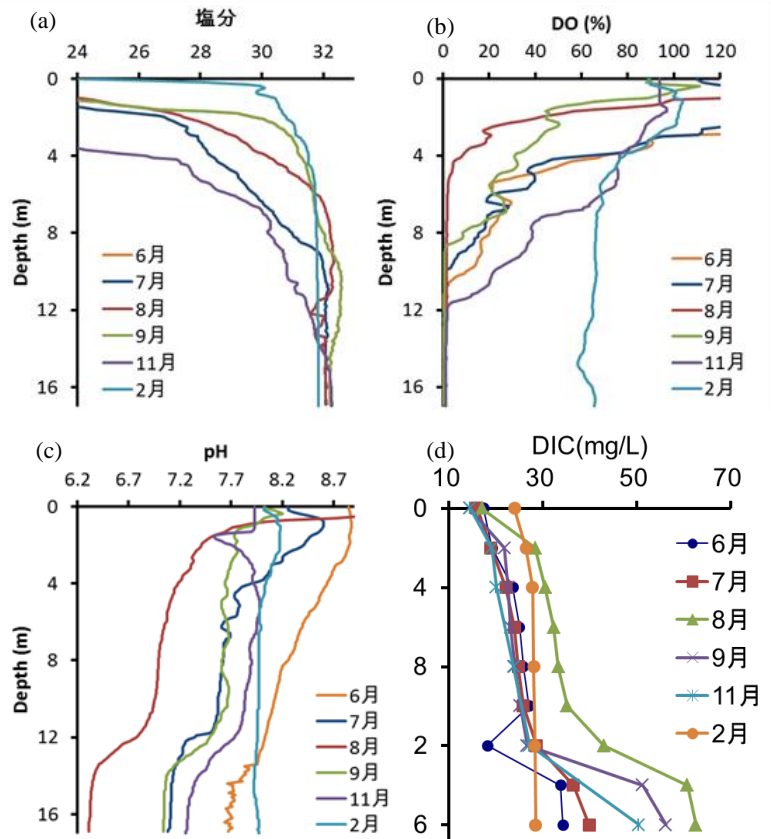 (a)
塩分
24 26 28 30 32
0
4
8
12
16
Depth (m)
6月
7月
8月
9月
11月
2月
(b)
DO (%)
0 20 40 60 80 100 120
0
4
8
12
16
Depth (m)
6月
7月
8月
9月
11月
2月
(c)
pH
6.2 6.7 7.2 7.7 8.2 8.7
0
4
8
12
16
Depth (m)
6月
7月
8月
9月
11月
2月
(d)
DIC(mg/L)
10 30 50 70
0
4
8
2
6
6月
7月
8月
9月
11月
2月